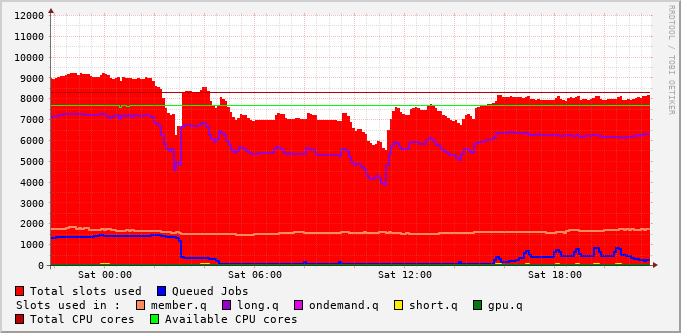 12000
11000
10000
9000
8000
7000
6000
5000
4000
3000
2000
1000
0
Sat 00:00 Sat 06:00 Sat 12:00 Sat 18:00
RRDTOOL / TOBI OETIKER
Total slots used Queued Jobs
Slots used in : member.q long.q ondemand.q short.q gpu.q
Total CPU cores Available CPU cores